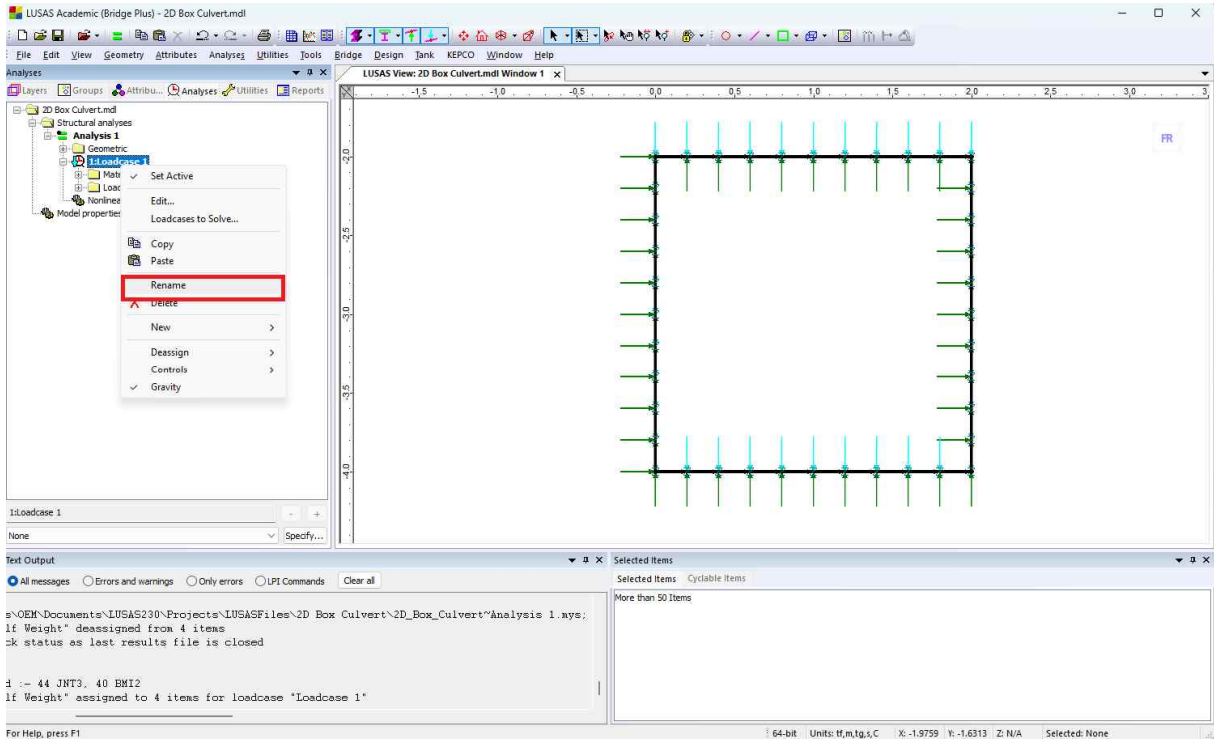 LUSAS Academic (Bridge Plus) - 2D Box Culvert.mdl
File Edit View Geometry Attributes Analyses Utilities Tools Bridge Design Tank KEPCO Window Help
Analyses
Layers Groups Attribu... Analyses Utilities Reports
2D Box Culvert.mdl
Structural analyses
Analysis 1
Geometric
1:Loadcase 1
Mate
Load
Nonlinea
Model properties
Set Active
Edit...
Loadcases to Solve...
Copy
Paste
Rename
Delete
New
Deassign
Controls
Gravity
1:Loadcase 1
- +
None
Specify...
LUSAS View: 2D Box Culvert.mdl Window 1 x
-1,5 -1,0 -0,5 0,0 0,5 1,0 1,5 2,0 2,5 3,0 3
-2,0
-2,5
-3,0
-3,5
-4,0
FR
Text Output
All messages Errors and warnings Only errors LPI Commands Clear all
s\OEM\Documents\LUSAS230\Projects\LUSASFiles\2D Box Culvert\2D_Box_Culvert~Analysis 1.mys;
lf Weight" deassigned from 4 items
ck status as last results file is closed
d :- 44 JNT3, 40 BMI2
lf Weight" assigned to 4 items for loadcase "Loadcase 1"
Selected Items
Selected Items Cyclable Items
More than 50 Items
For Help, press F1
64-bit Units: tf,m,tg,s,C X: -1.9759 Y: -1.6313 Z: N/A Selected: None